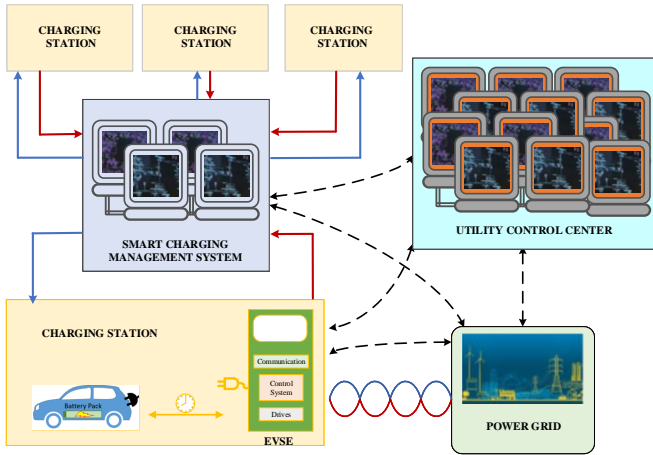 CHARGING
STATION
CHARGING
STATION
CHARGING
STATION
SMART CHARGING
MANAGEMENT SYSTEM
UTILITY CONTROL CENTER
CHARGING STATION
Communication
Control
System
Drives
EVSE
Battery Pack
POWER GRID